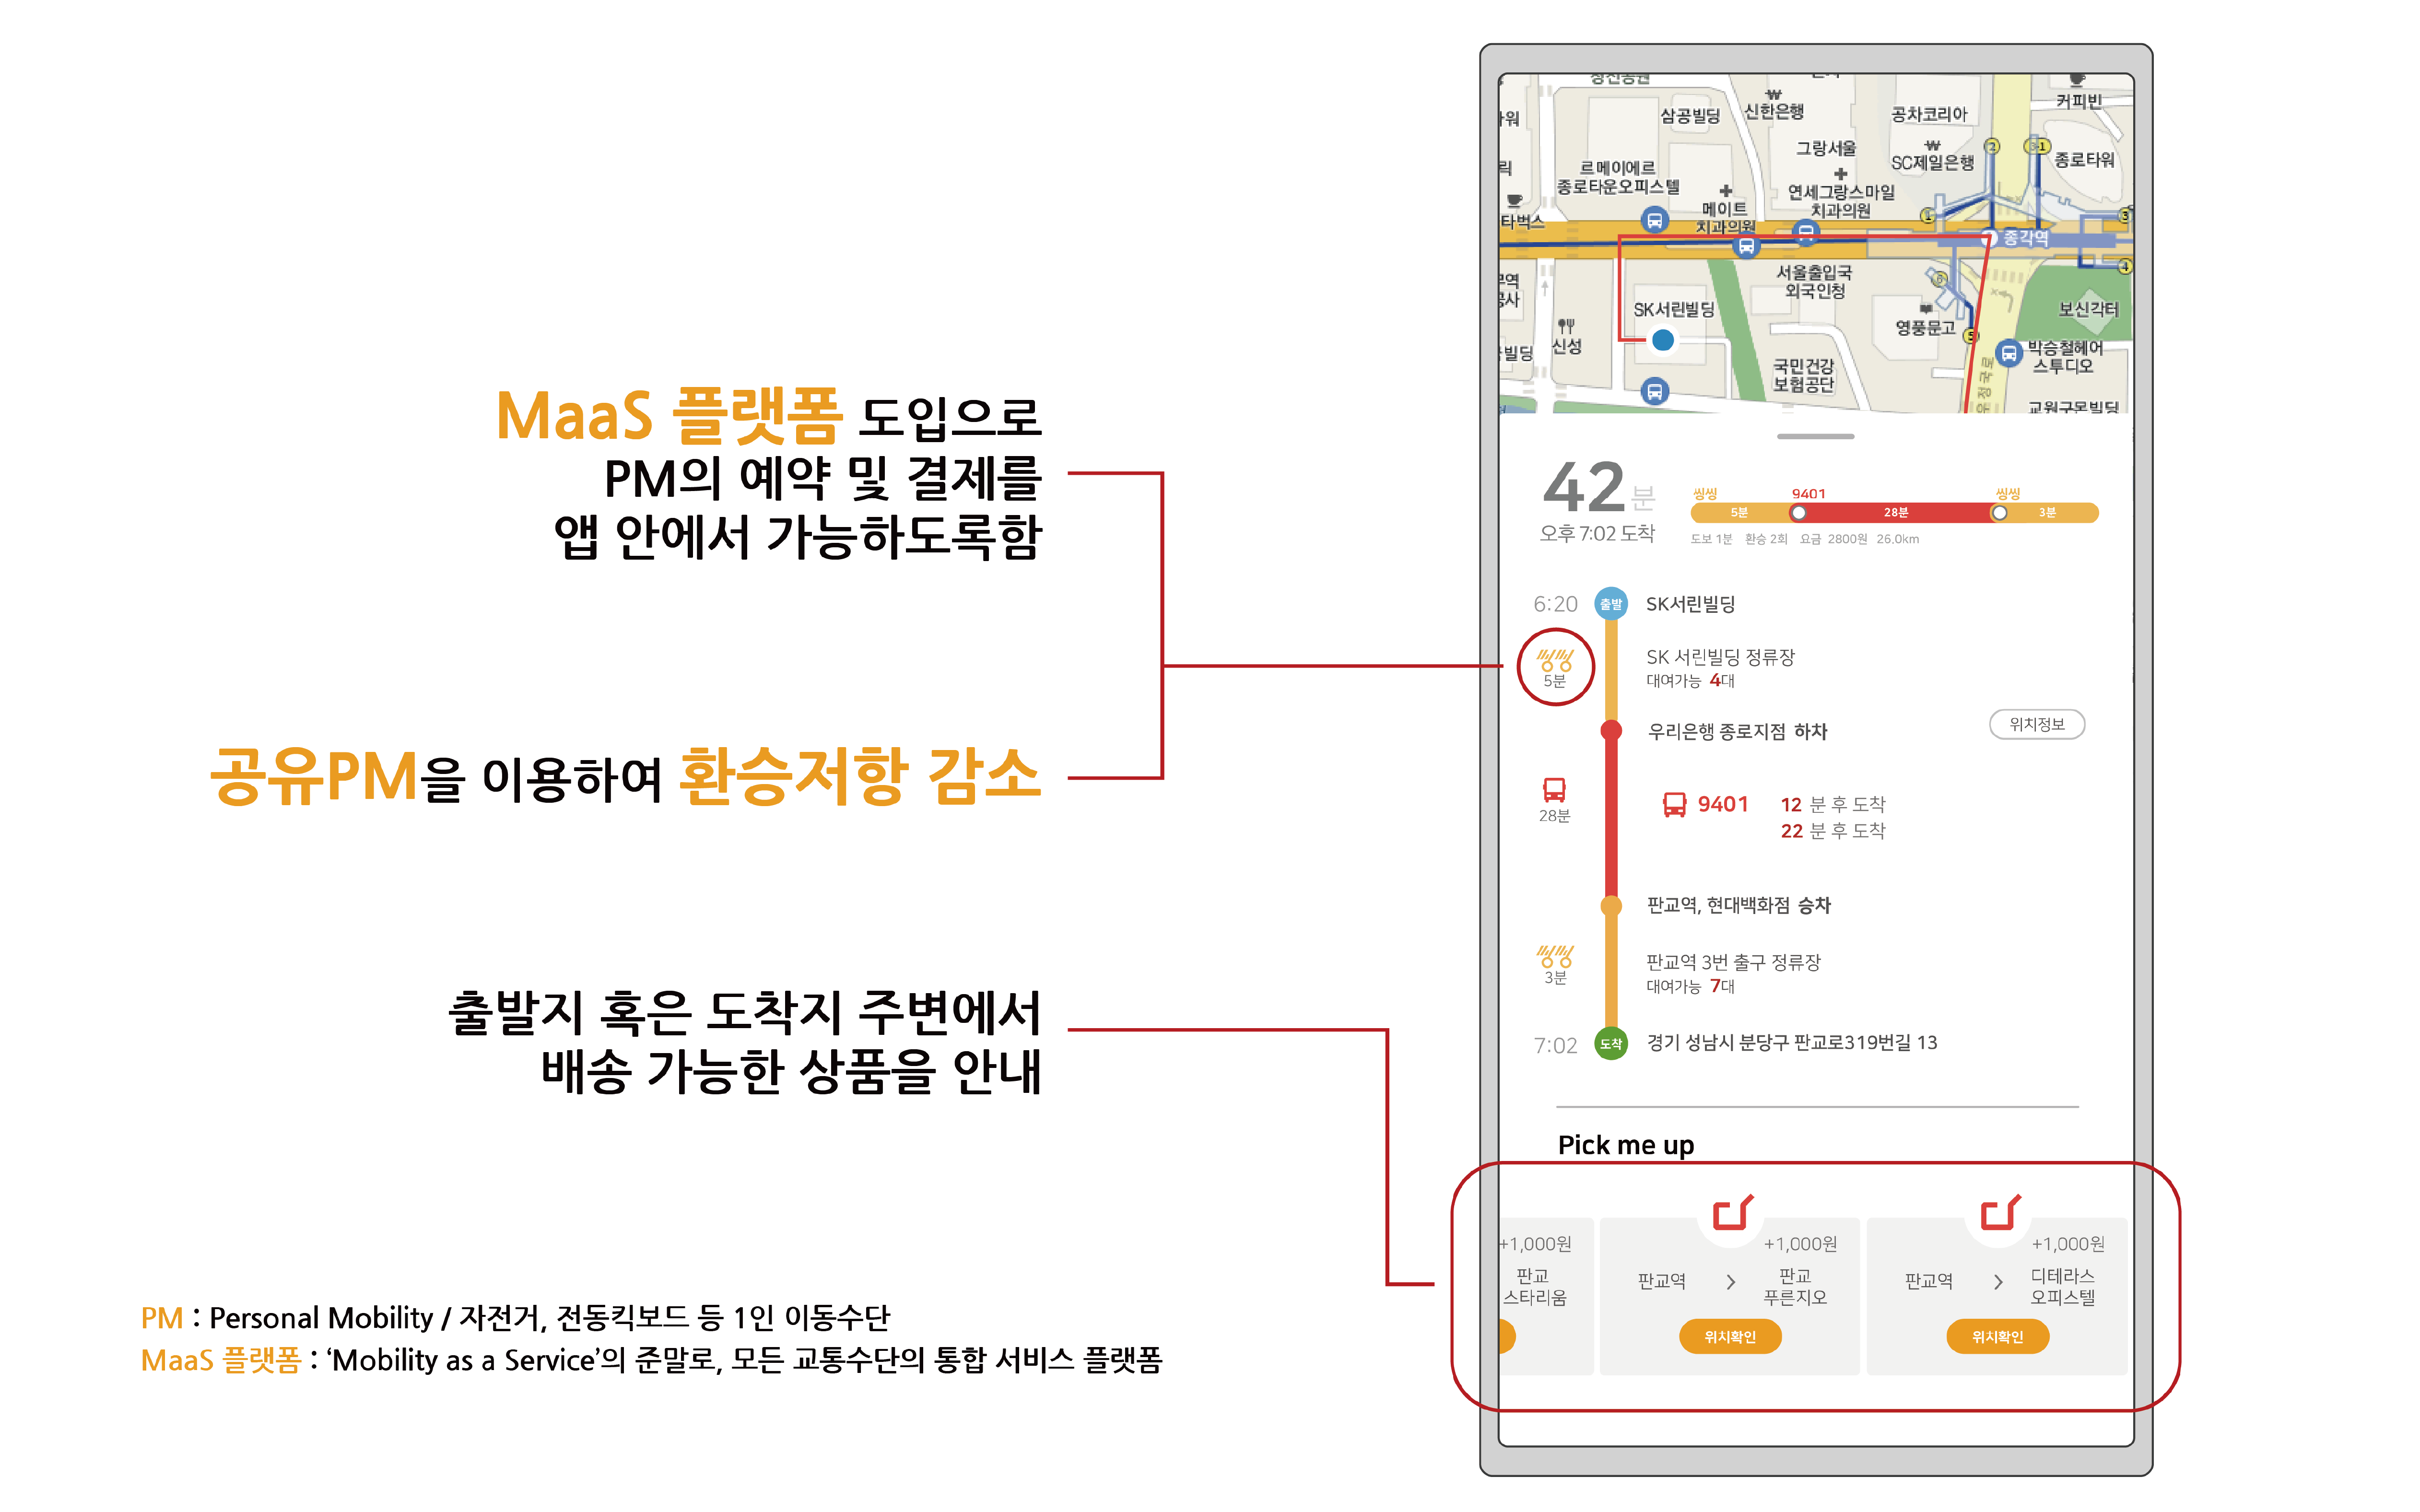 MaaS 플랫폼 도입으로
PM의 예약 및 결제를
앱 안에서 가능하도록함
공유PM을 이용하여 환승저항 감소
출발지 혹은 도착지 주변에서
배송 가능한 상품을 안내
PM : Personal Mobility / 자전거, 전동킥보드 등 1인 이동수단
MaaS 플랫폼 : ‘Mobility as a Service’의 준말로, 모든 교통수단의 통합 서비스 플랫폼
삼공빌딩
신한은행
공차코리아
커피빈
르메이에르
종로타운오피스텔
그랑서울
SC제일은행
종로타워
2
3-1
타벅스
메이트
치과의원
연세그랑스마일
치과의원
1
3
종각역
4
서울출입국
외국인청
6
SK서린빌딩
보신각터
영풍문고
5
신성
빌딩
국민건강
보험공단
박승철헤어
스투디오
우정국로
교원구몬빌딩
42분
오후 7:02 도착
씽씽 9401 씽씽
5분 28분 3분
도보 1분 환승 2회 요금 2800원 26.0km
6:20 출발 SK서린빌딩
5분
SK 서린빌딩 정류장
대여가능 4대
우리은행 종로지점 하차
위치정보
28분
9401 12 분 후 도착
22 분 후 도착
판교역, 현대백화점 승차
3분
판교역 3번 출구 정류장
대여가능 7대
7:02 도착 경기 성남시 분당구 판교로319번길 13
Pick me up
+1,000원
판교
스타리움
+1,000원
판교역 > 판교
푸른지오
위치확인
+1,000원
판교역 > 디테라스
오피스텔
위치확인